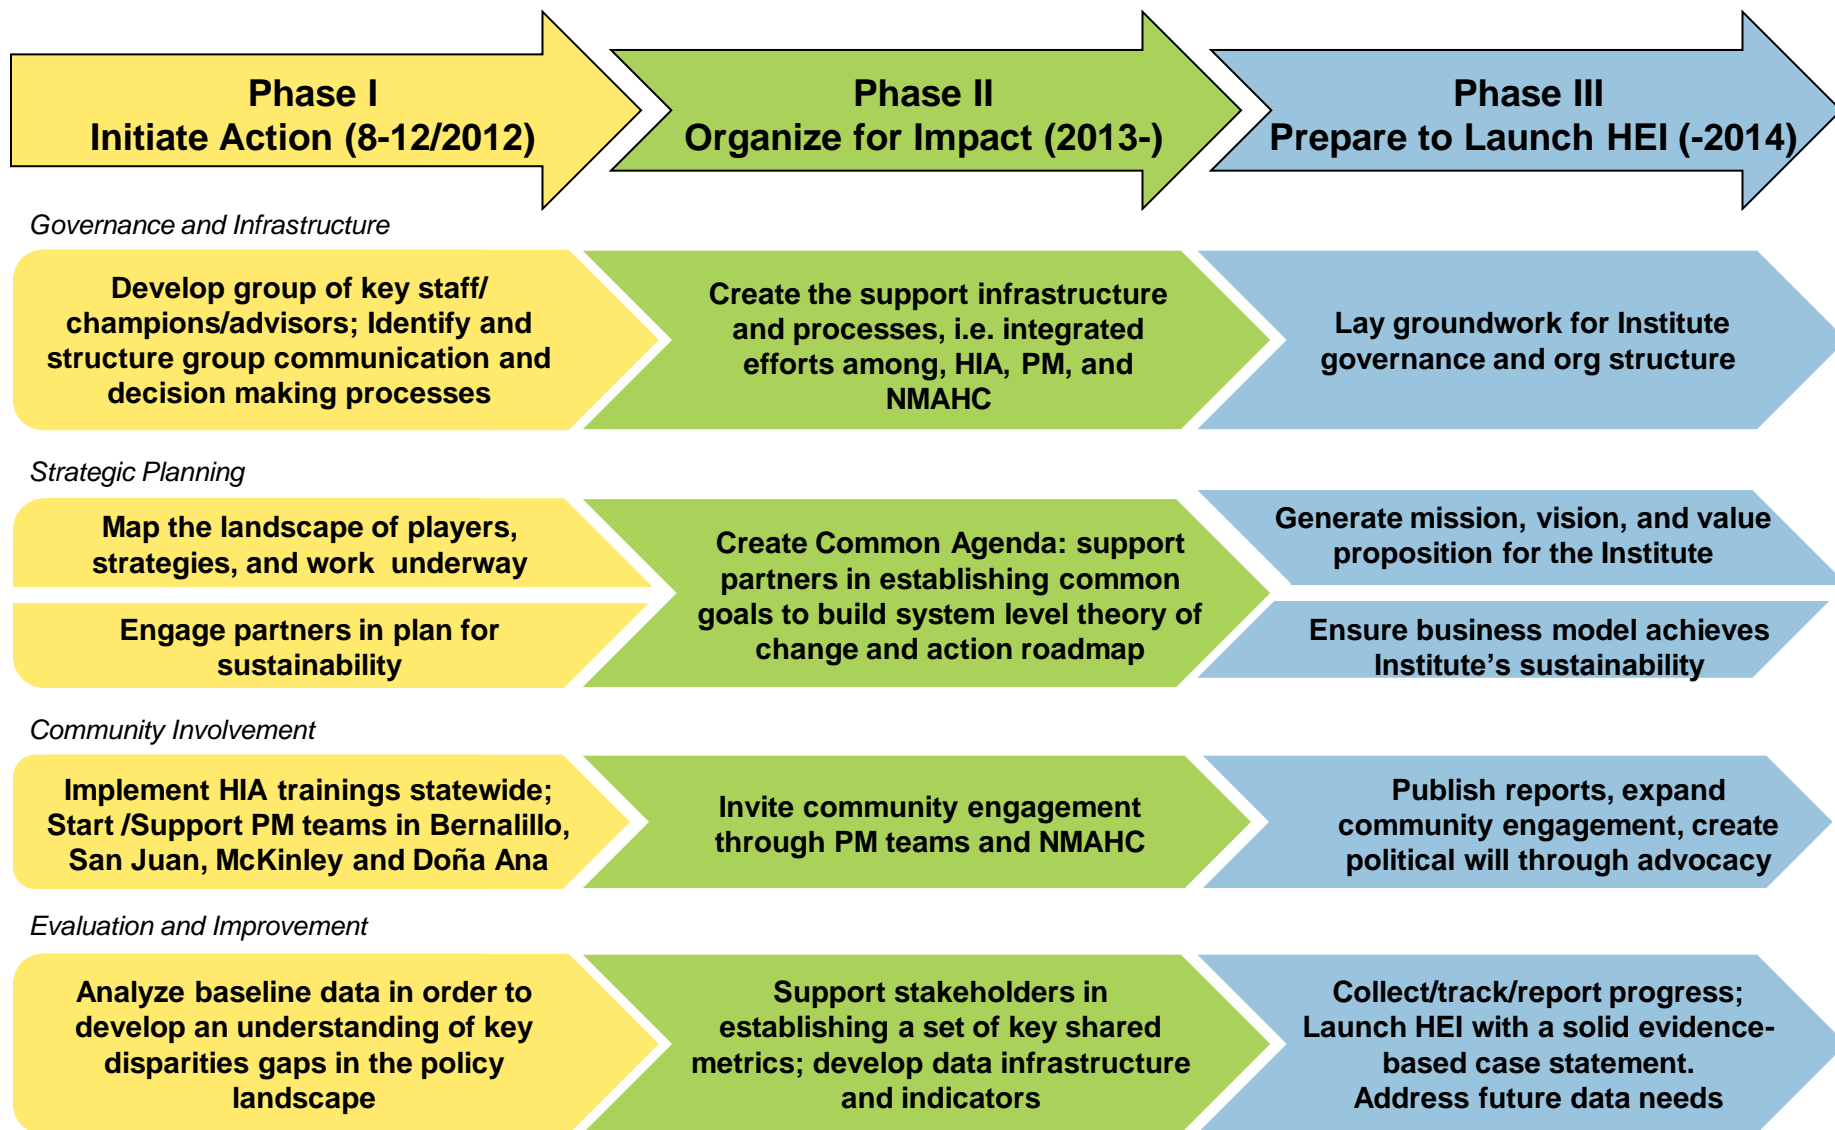 Phase I
Initiate Action (8-12/2012)
Phase II
Organize for Impact (2013-)
Phase III
Prepare to Launch HEI (-2014)
Governance and Infrastructure
Develop group of key staff/
champions/advisors; Identify and
structure group communication and
decision making processes
Create the support infrastructure
and processes, i.e. integrated
efforts among, HIA, PM, and
NMAHC
Lay groundwork for Institute
governance and org structure
Strategic Planning
Map the landscape of players,
strategies, and work underway
Engage partners in plan for
sustainability
Create Common Agenda: support
partners in establishing common
goals to build system level theory of
change and action roadmap
Generate mission, vision, and value
proposition for the Institute
Ensure business model achieves
Institute's sustainability
Community Involvement
Implement HIA trainings statewide;
Start /Support PM teams in Bernalillo,
San Juan, McKinley and Doña Ana
Invite community engagement
through PM teams and NMAHC
Publish reports, expand
community engagement, create
political will through advocacy
Evaluation and Improvement
Analyze baseline data in order to
develop an understanding of key
disparities gaps in the policy
landscape
Support stakeholders in
establishing a set of key shared
metrics; develop data infrastructure
and indicators
Collect/track/report progress;
Launch HEI with a solid evidence-
based case statement.
Address future data needs